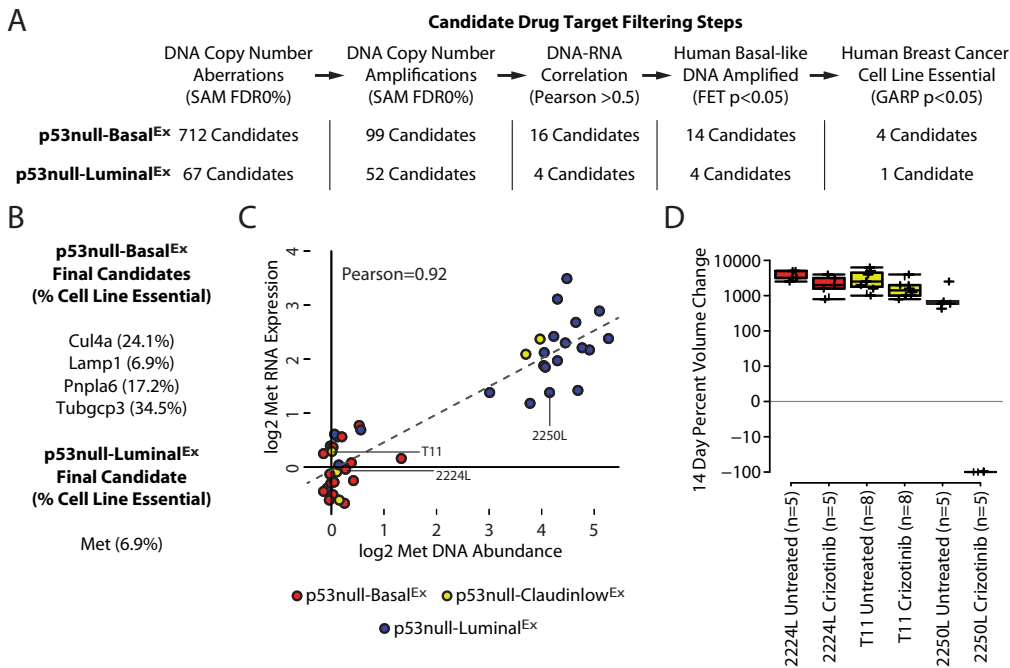 A
Candidate Drug Target Filtering Steps
DNA Copy Number Aberrations (SAM FDR0%)
DNA Copy Number Amplifications (SAM FDR0%)
DNA-RNA Correlation (Pearson >0.5)
Human Basal-like DNA Amplified (FET p<0.05)
Human Breast Cancer Cell Line Essential (GARP p<0.05)
p53null-BasalEx 712 Candidates 99 Candidates 16 Candidates 14 Candidates 4 Candidates
p53null-LuminalEx 67 Candidates 52 Candidates 4 Candidates 4 Candidates 1 Candidate
B
p53null-BasalEx
Final Candidates
(% Cell Line Essential)
Cul4a (24.1%)
Lamp1 (6.9%)
Pnpla6 (17.2%)
Tubgcp3 (34.5%)
p53null-LuminalEx
Final Candidate
(% Cell Line Essential)
Met (6.9%)
C
log2 Met RNA Expression
4
3
2
1
0
Pearson=0.92
2250L
T11
2224L
0 1 2 3 4 5
log2 Met DNA Abundance
p53null-BasalEx
p53null-ClaudinlowEx
p53null-LuminalEx
D
14 Day Percent Volume Change
10000
1000
100
10
0
−10
−100
2224L Untreated (n=5)
2224L Crizotinib (n=5)
T11 Untreated (n=8)
T11 Crizotinib (n=8)
2250L Untreated (n=5)
2250L Crizotinib (n=5)